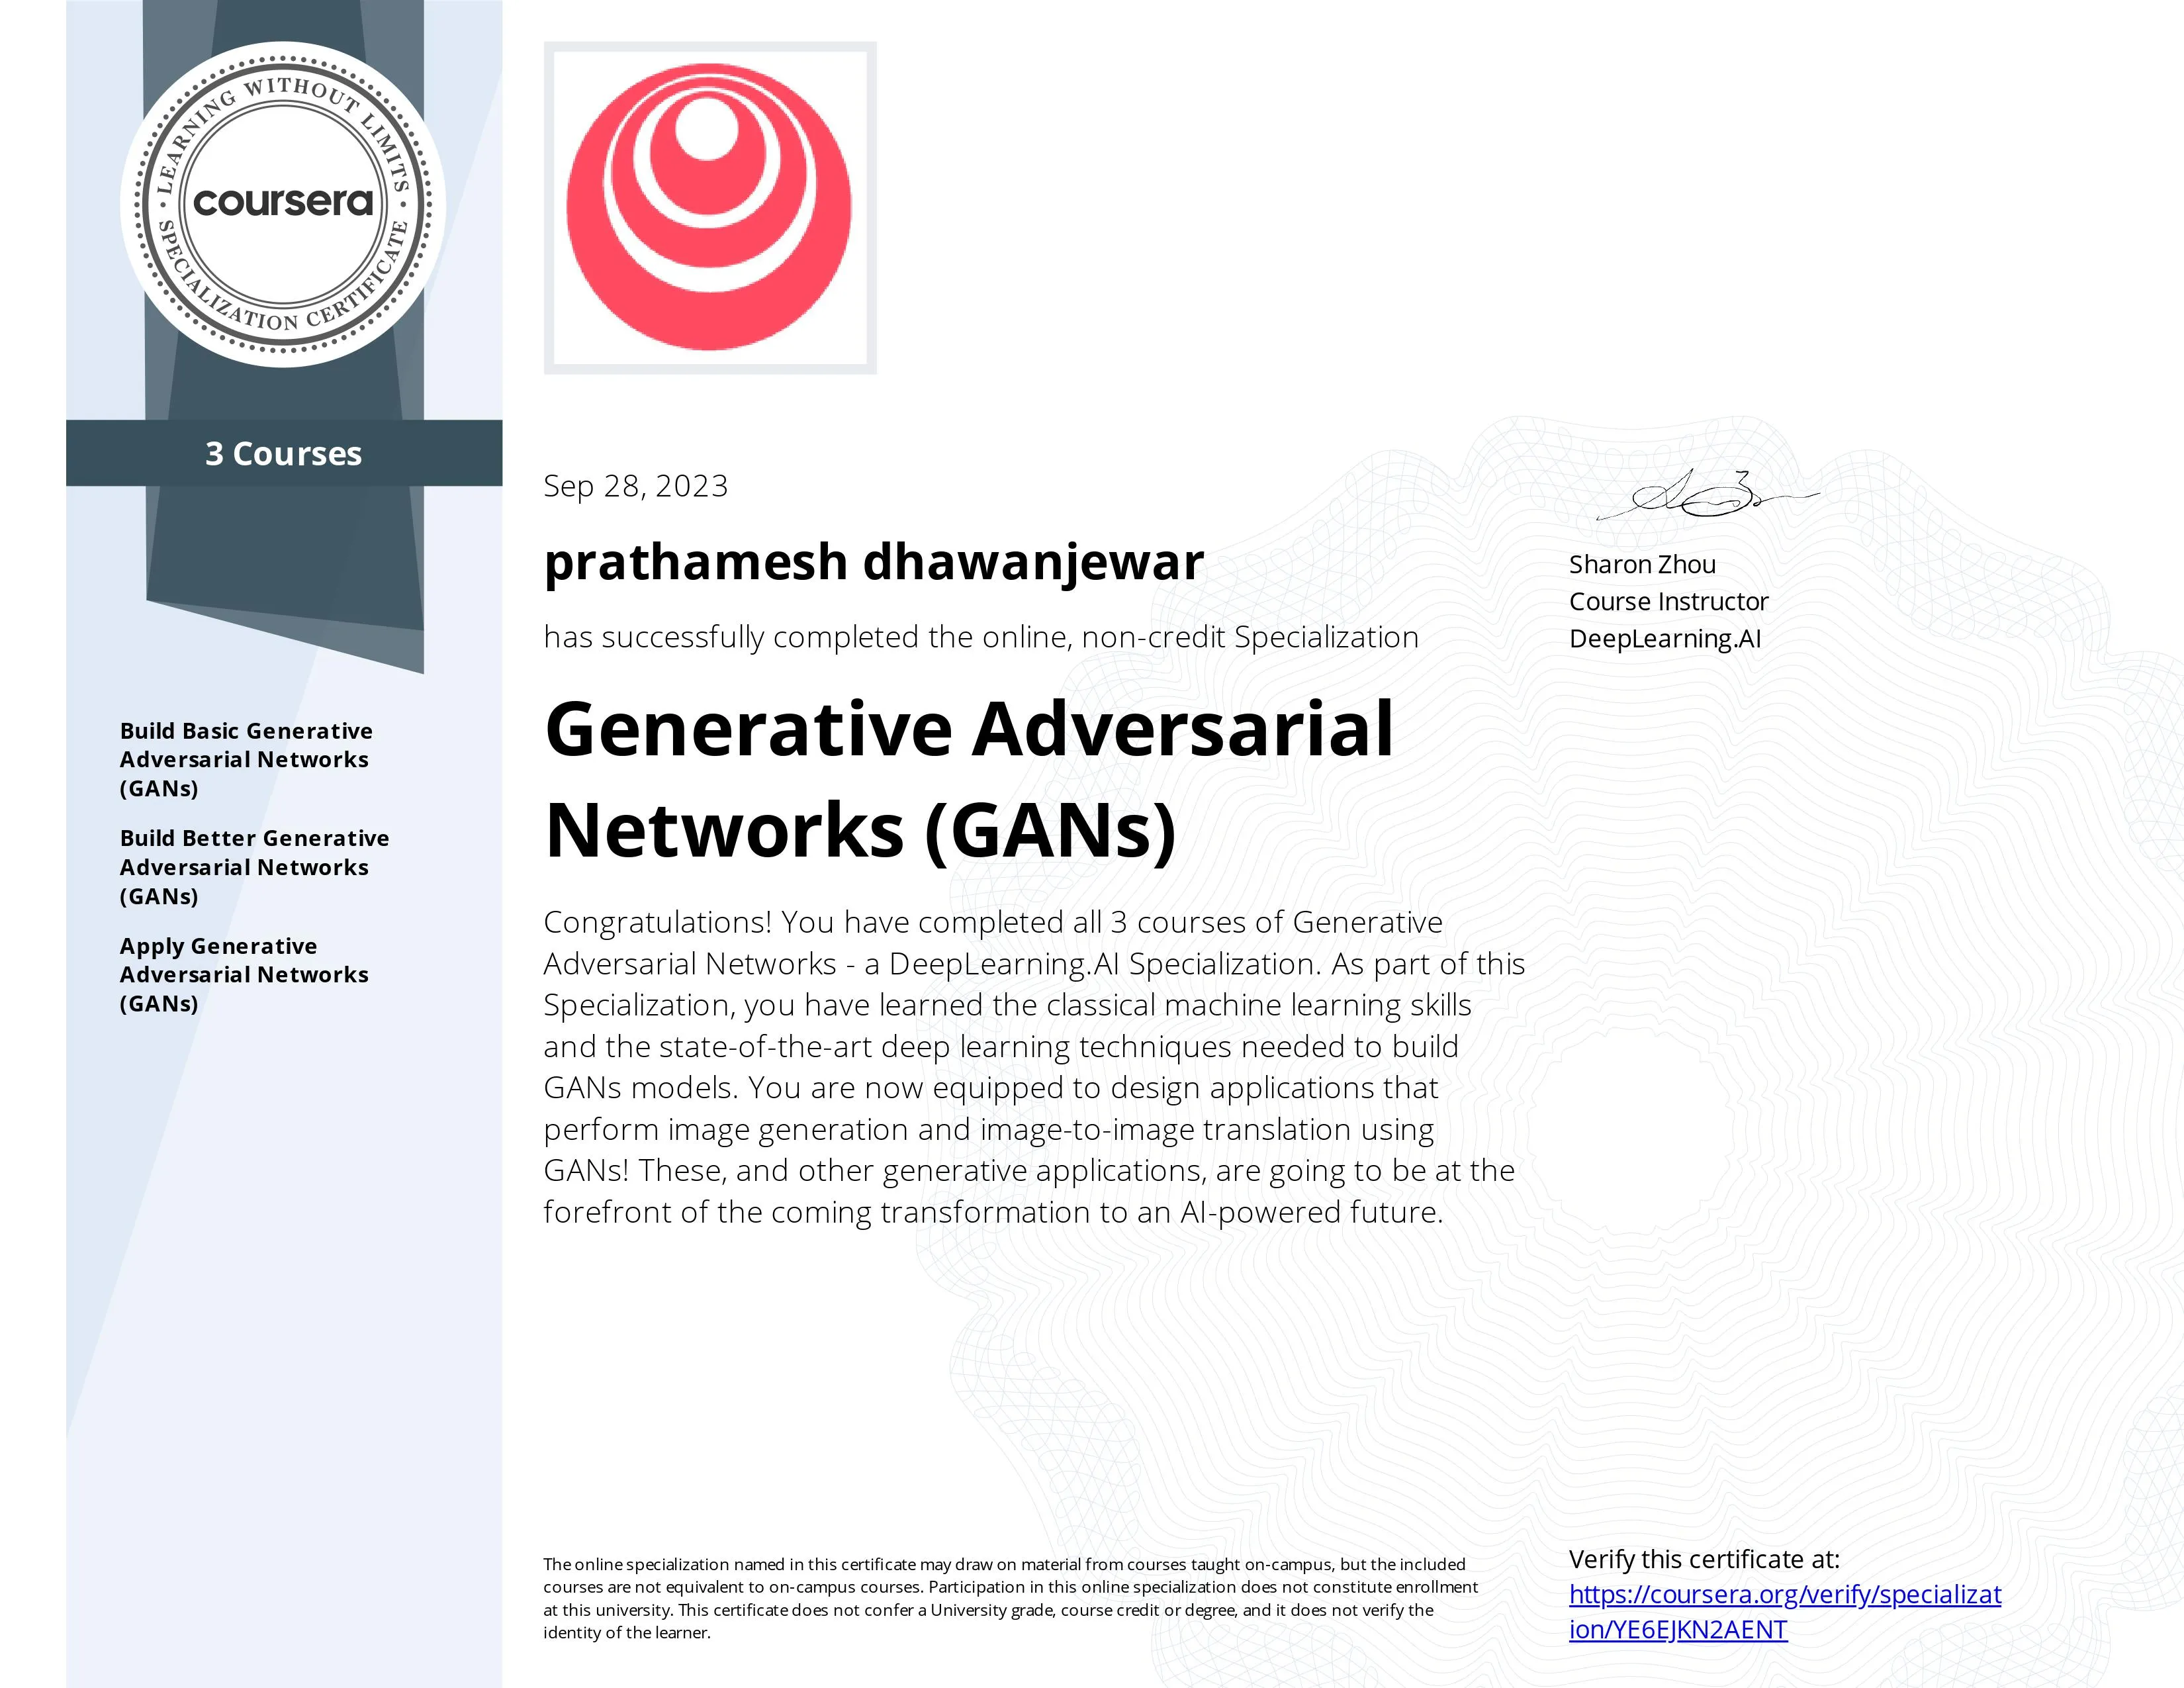 LEARNING WITHOUT LIMITS
coursera
SPECIALIZATION CERTIFICATE
3 Courses
Build Basic Generative
Adversarial Networks
(GANs)
Build Better Generative
Adversarial Networks
(GANs)
Apply Generative
Adversarial Networks
(GANs)
Sep 28, 2023
prathamesh dhawanjewar
has successfully completed the online, non-credit Specialization
Generative Adversarial
Networks (GANs)
Congratulations! You have completed all 3 courses of Generative
Adversarial Networks - a DeepLearning.AI Specialization. As part of this
Specialization, you have learned the classical machine learning skills
and the state-of-the-art deep learning techniques needed to build
GANs models. You are now equipped to design applications that
perform image generation and image-to-image translation using
GANs! These, and other generative applications, are going to be at the
forefront of the coming transformation to an AI-powered future.
Sharon Zhou
Course Instructor
DeepLearning.AI
The online specialization named in this certificate may draw on material from courses taught on-campus, but the included
courses are not equivalent to on-campus courses. Participation in this online specialization does not constitute enrollment
at this university. This certificate does not confer a University grade, course credit or degree, and it does not verify the
identity of the learner.
Verify this certificate at:
https://coursera.org/verify/specializat
ion/YE6EJKN2AENT